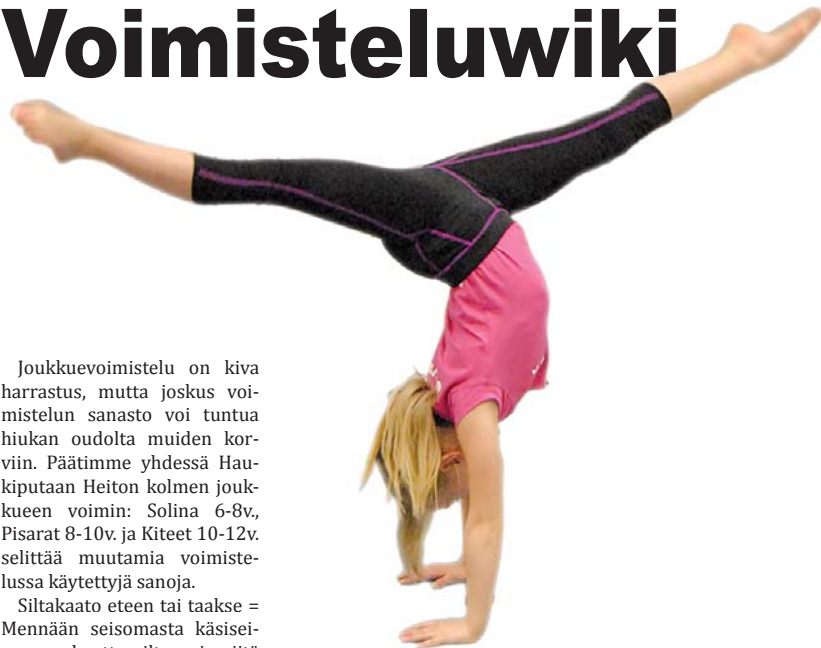 Voimisteluwiki
Joukkuevoimistelu on kiva
harrastus, mutta joskus voi-
mistelun sanasto voi tuntua
hiukan oudolta muiden kor-
viin. Päätimme yhdessä Hau-
kiputaan Heiton kolmen jouk-
kueen voimin: Solina 6-8v.,
Pisarat 8-10v. ja Kiteet 10-12v.
selittää muutamia voimiste-
lussa käytettyjä sanoja.
Siltakaato eteen tai taakse =
Mennään seisomasta käsisei-